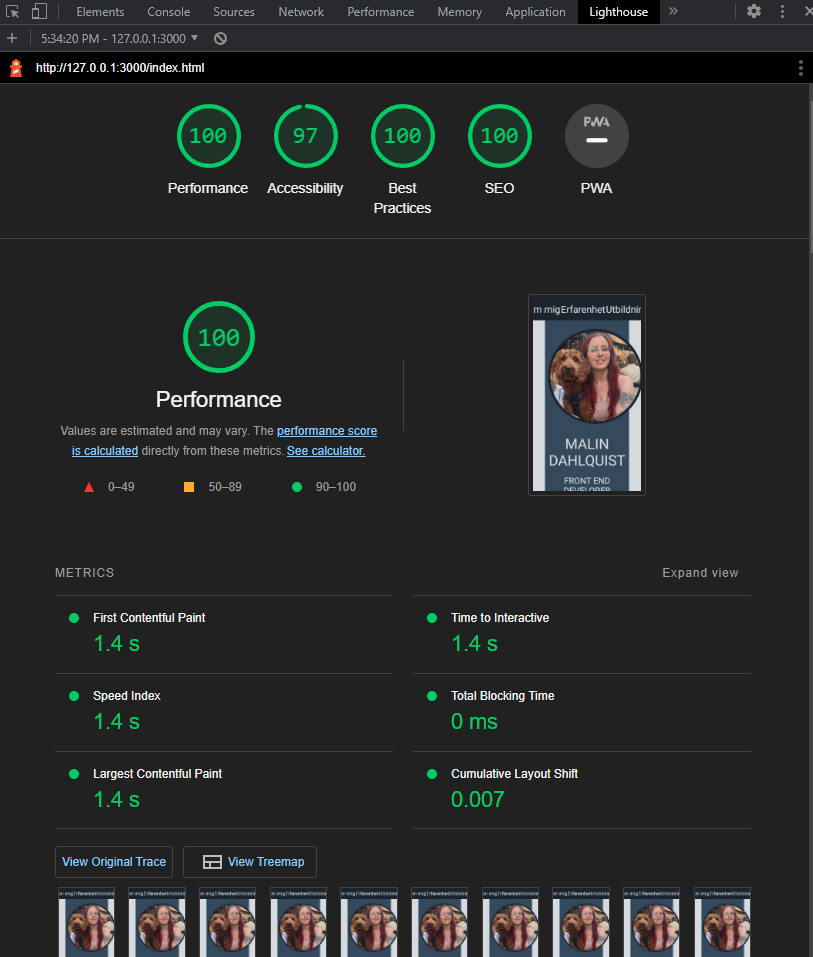 Elements Console Sources Network Performance Memory Application Lighthouse
5:34:20 PM - 127.0.0.1:3000
http://127.0.0.1:3000/index.html
100 97 100 100 PWA
Performance Accessibility Best Practices SEO PWA
100
Performance
Values are estimated and may vary. The performance score
is calculated directly from these metrics. See calculator.
0–49 50–89 90–100
m migErfarenhetUtbildnin
MALIN
DAHLQUIST
FRONT END
DEVELOPER
METRICS Expand view
First Contentful Paint
1.4 s
Time to Interactive
1.4 s
Speed Index
1.4 s
Total Blocking Time
0 ms
Largest Contentful Paint
1.4 s
Cumulative Layout Shift
0.007
View Original Trace View Treemap